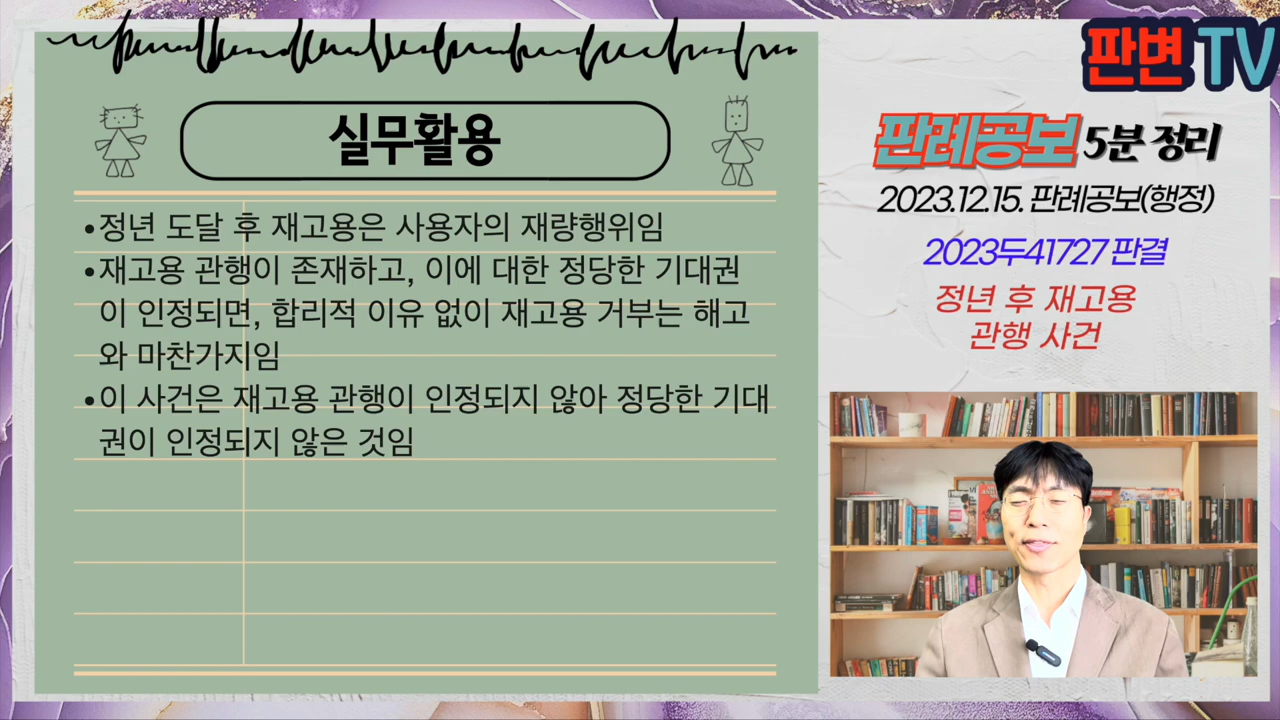 판변 TV
실무활용
•정년 도달 후 재고용은 사용자의 재량행위임
•재고용 관행이 존재하고, 이에 대한 정당한 기대권
이 인정되면, 합리적 이유 없이 재고용 거부는 해고
와 마찬가지임
•이 사건은 재고용 관행이 인정되지 않아 정당한 기대
권이 인정되지 않은 것임
판례공보 5분 정리
2023.12.15. 판례공보(행정)
2023두41727 판결
정년 후 재고용
관행 사건